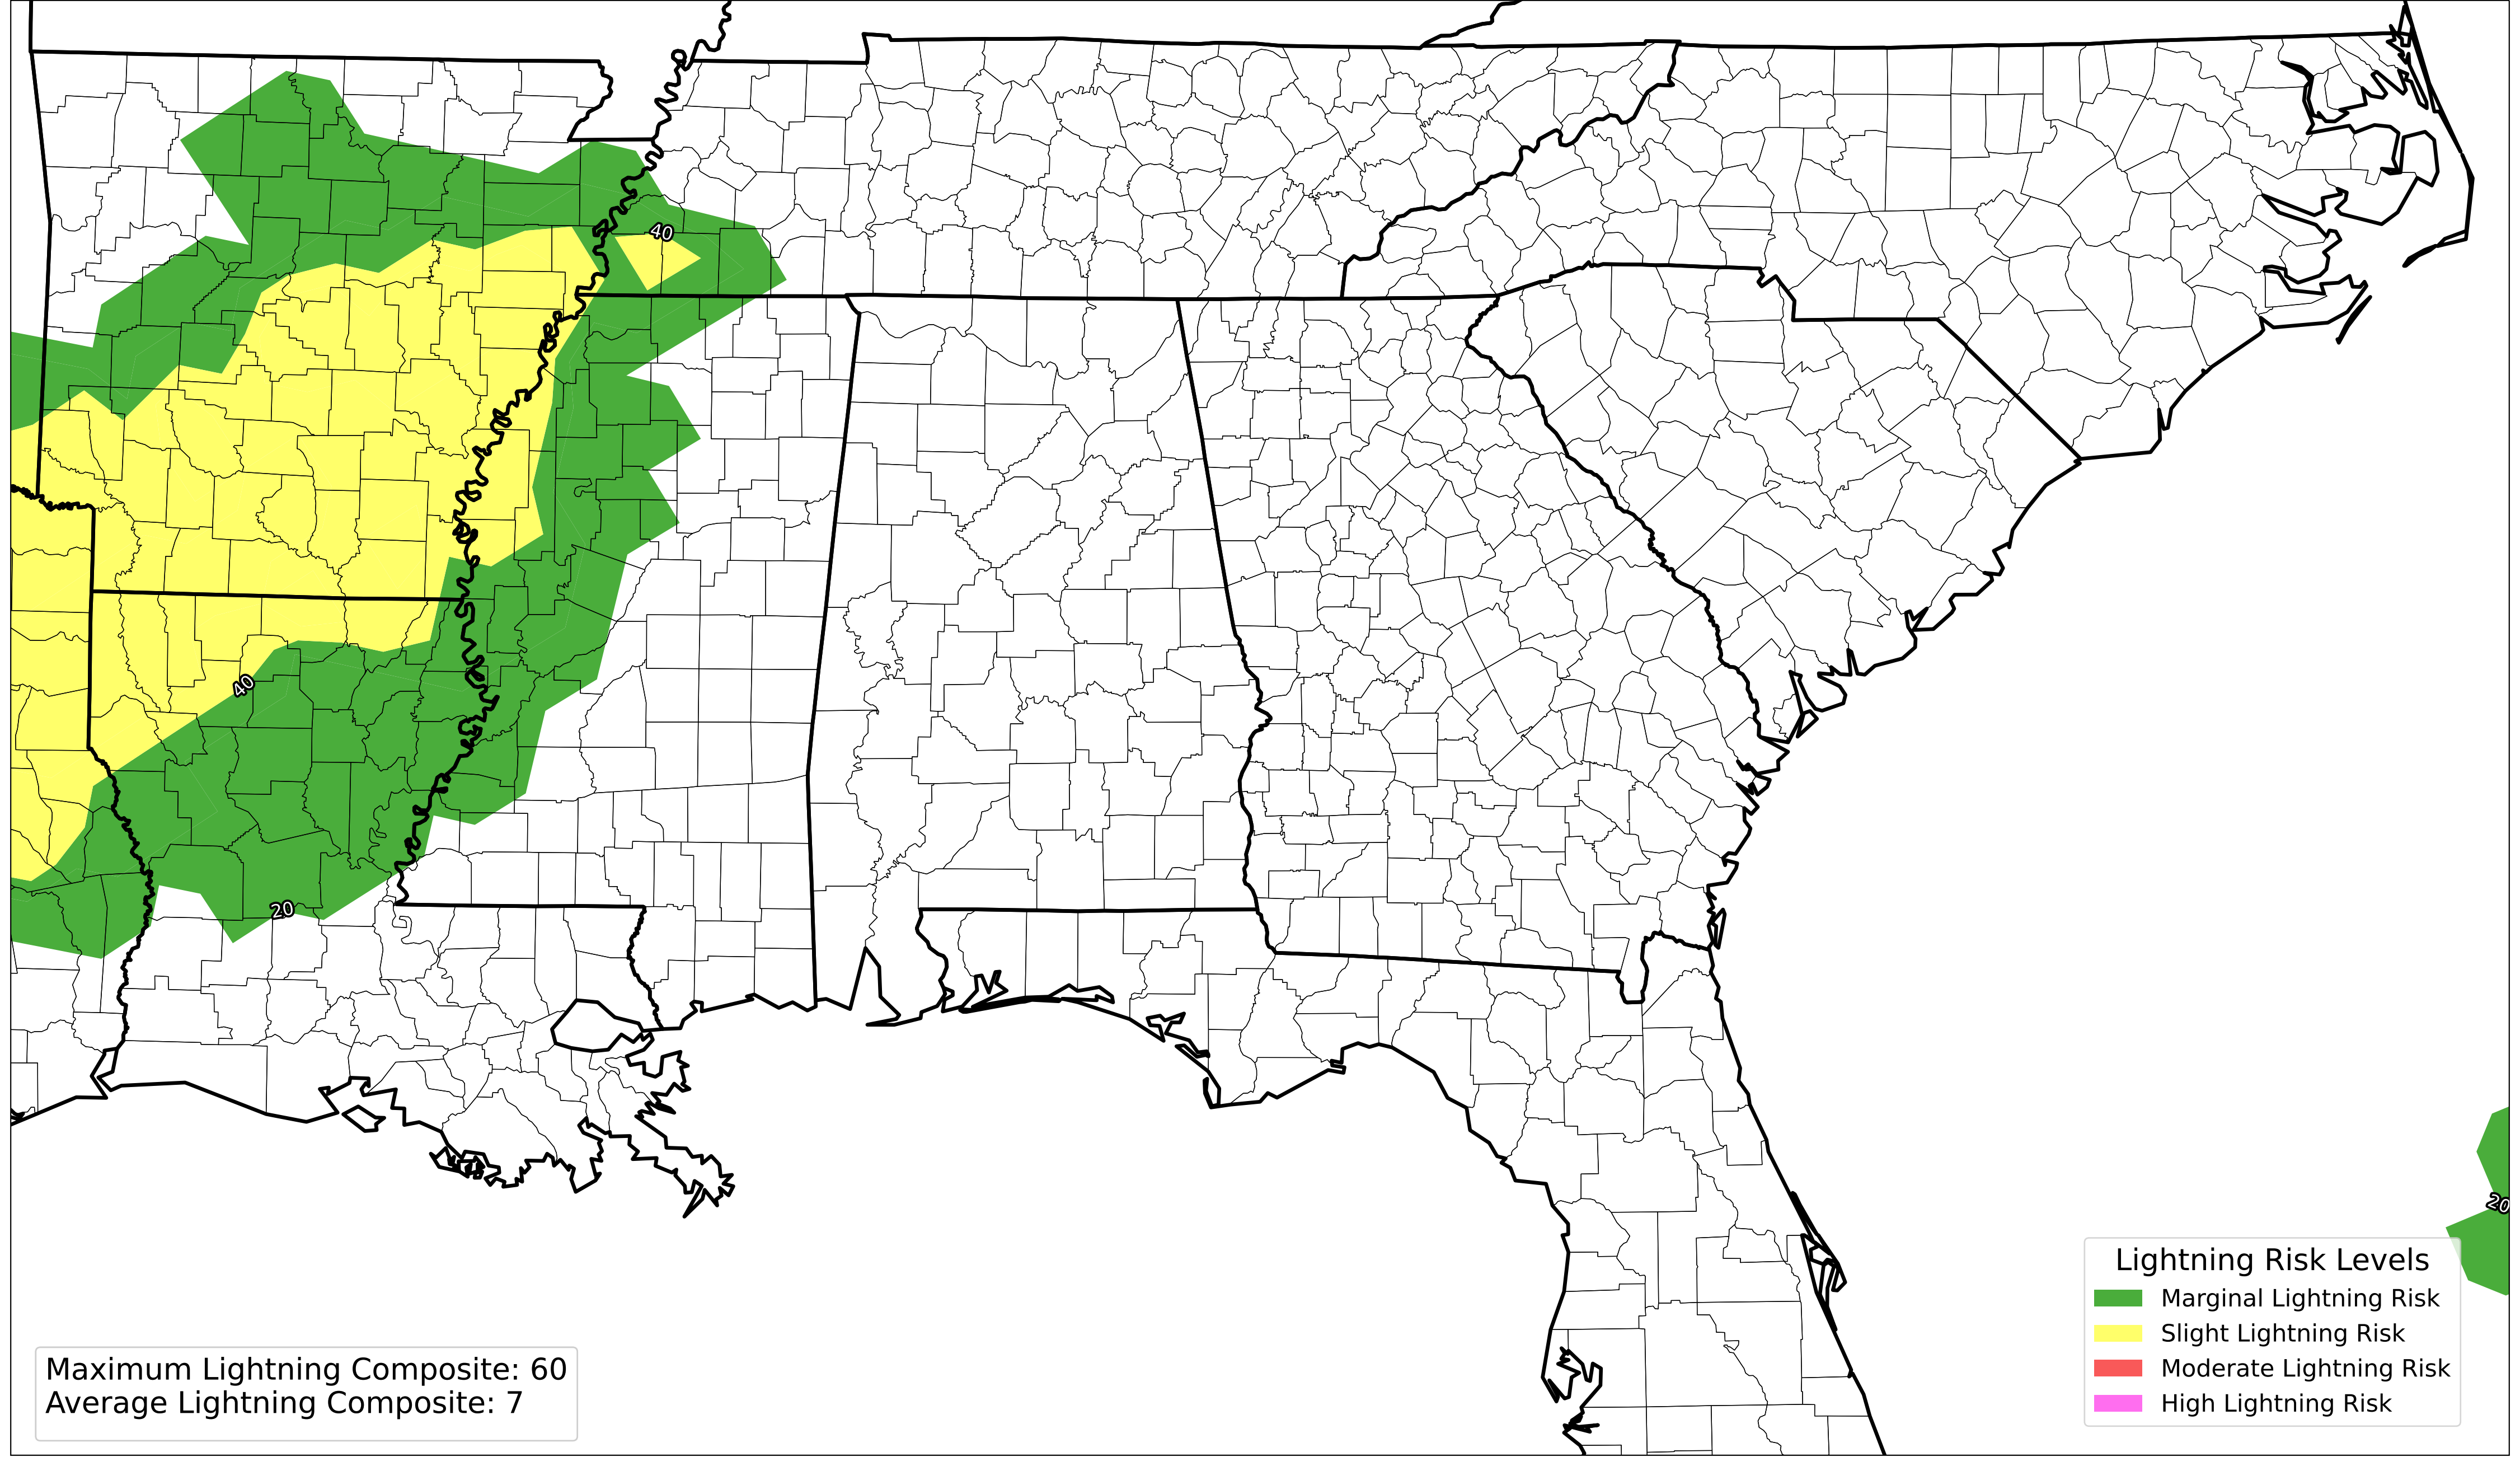 40
40
20
20
Lightning Risk Levels
Marginal Lightning Risk
Slight Lightning Risk
Moderate Lightning Risk
High Lightning Risk
Maximum Lightning Composite: 60
Average Lightning Composite: 7